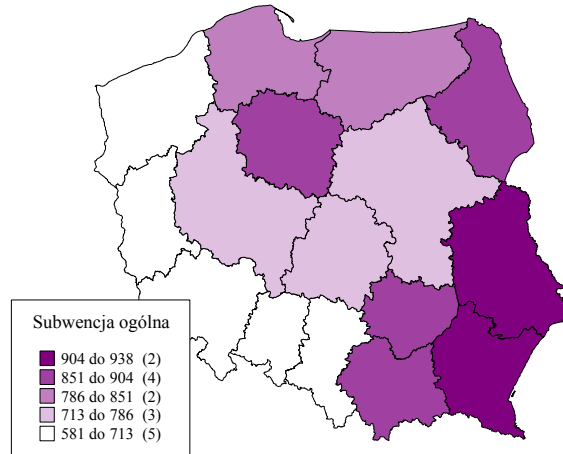 Subwencja ogólna
904 do 938 (2)
851 do 904 (4)
786 do 851 (2)
713 do 786 (3)
581 do 713 (5)